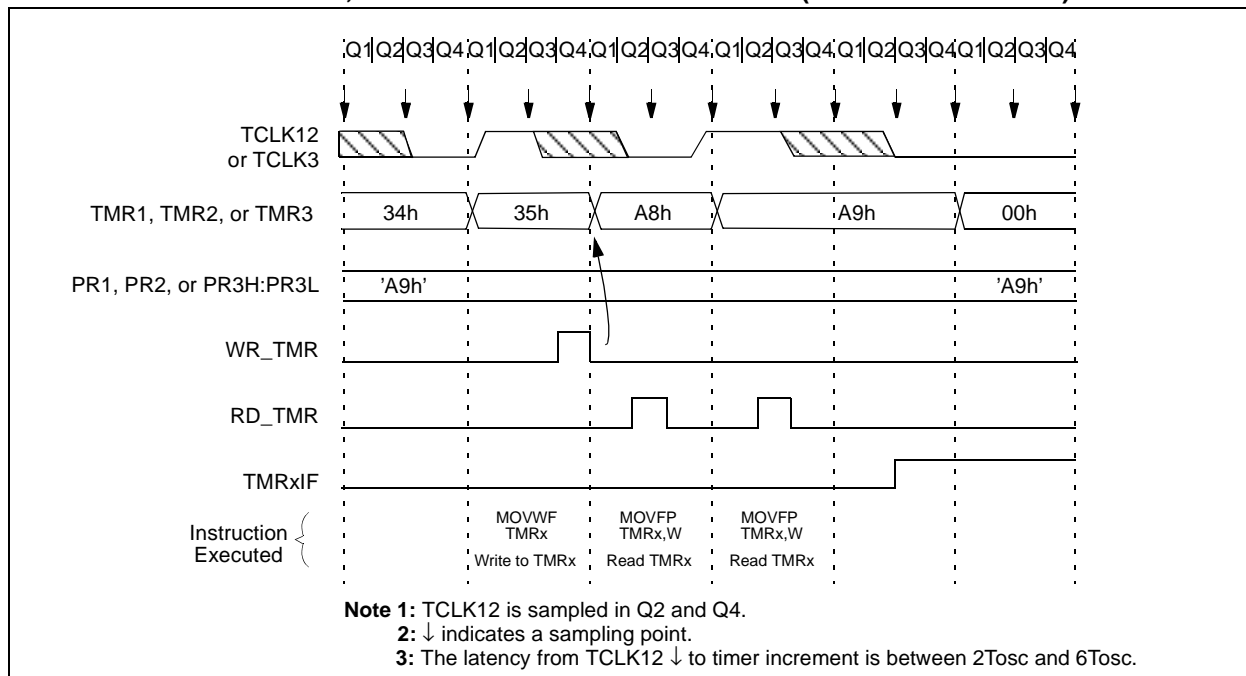 Q1 Q2 Q3 Q4 Q1 Q2 Q3 Q4 Q1 Q2 Q3 Q4 Q1 Q2 Q3 Q4 Q1 Q2 Q3 Q4 Q1 Q2 Q3 Q4
TCLK12
or TCLK3
TMR1, TMR2, or TMR3
34h 35h A8h A9h 00h
PR1, PR2, or PR3H:PR3L
'A9h' 'A9h'
WR_TMR
RD_TMR
TMRxIF
Instruction
Executed
MOVWF
TMRx
Write to TMRx
MOVFP
TMRx,W
Read TMRx
MOVFP
TMRx,W
Read TMRx
Note 1: TCLK12 is sampled in Q2 and Q4.
2: ↓ indicates a sampling point.
3: The latency from TCLK12 ↓ to timer increment is between 2Tosc and 6Tosc.